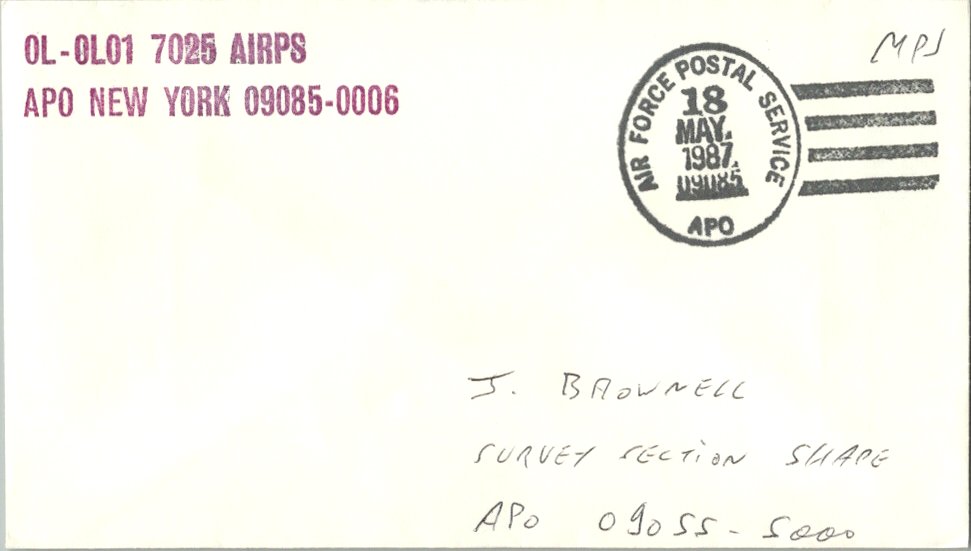 OL-OL01 7025 AIRPS
APO NEW YORK 09085-0006
MPS
AIR FORCE POSTAL SERVICE
18
MAY.
1987.
09085
APO
J. BROWNELL
SURVEY SECTION SHAPE
APO 09055-5000